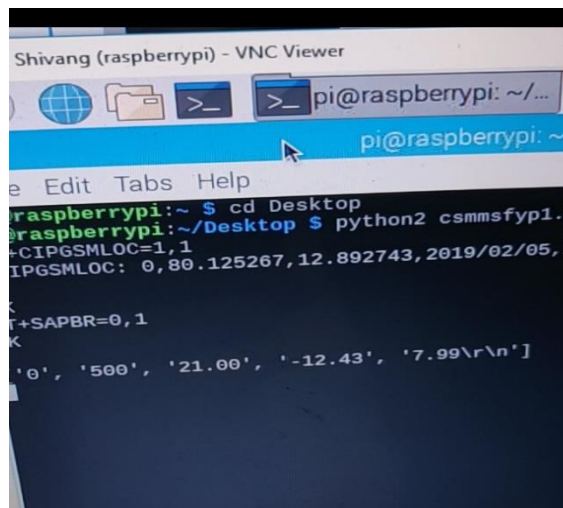 Shivang (raspberrypi) - VNC Viewer
pi@raspberrypi: ~/...
pi@raspberrypi: ~
e Edit Tabs Help
raspberrypi:~ $ cd Desktop
@raspberrypi:~/Desktop $ python2 csmmsfyp1.
+CIPGSMLOC=1,1
IPGSMLOC: 0,80.125267,12.892743,2019/02/05,
K
T+SAPBR=0,1
K
'0', '500', '21.00', '-12.43', '7.99\r\n']